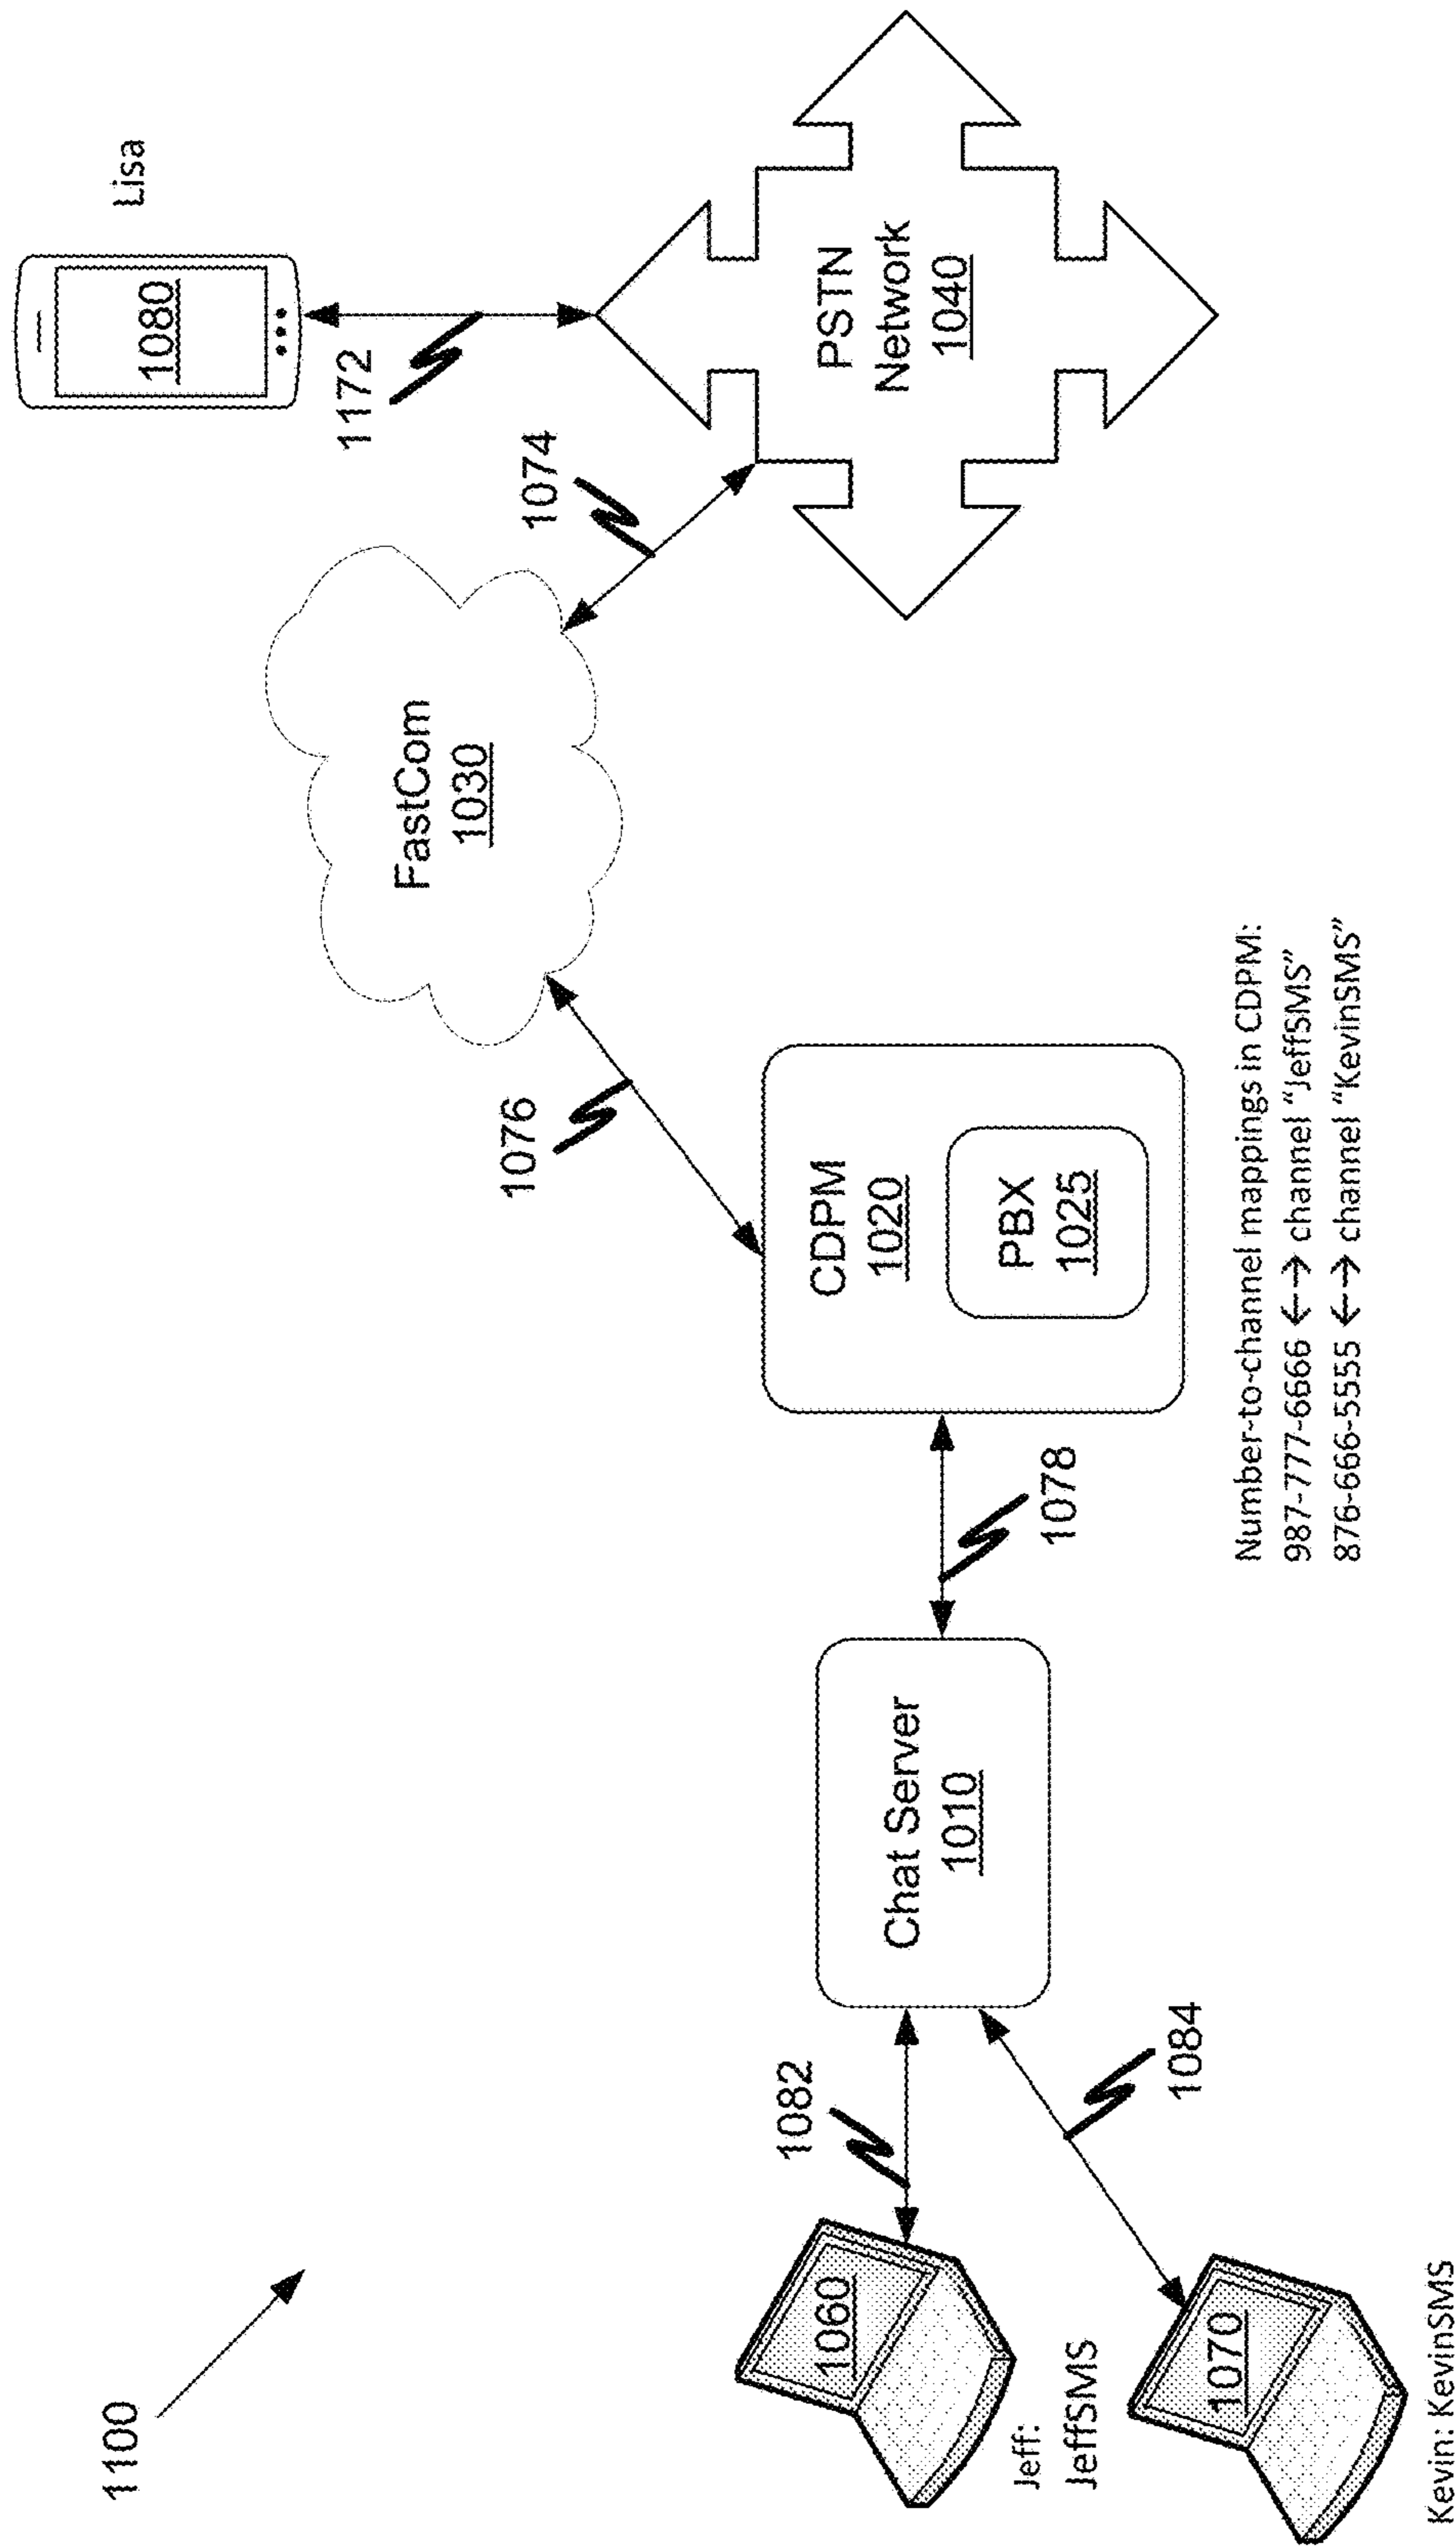 1100
Lisa
1080
1172
1074
FastCom
1030
PSTN
Network
1040
1076
CDPM
1020
PBX
1025
1078
Chat Server
1010
1082
1084
1060
Jeff:
JeffSMS
1070
Kevin: KevinSMS
Number-to-channel mappings in CDPM:
987-777-6666 ←→ channel “JeffSMS”
876-666-5555 ←→ channel “KevinSMS”